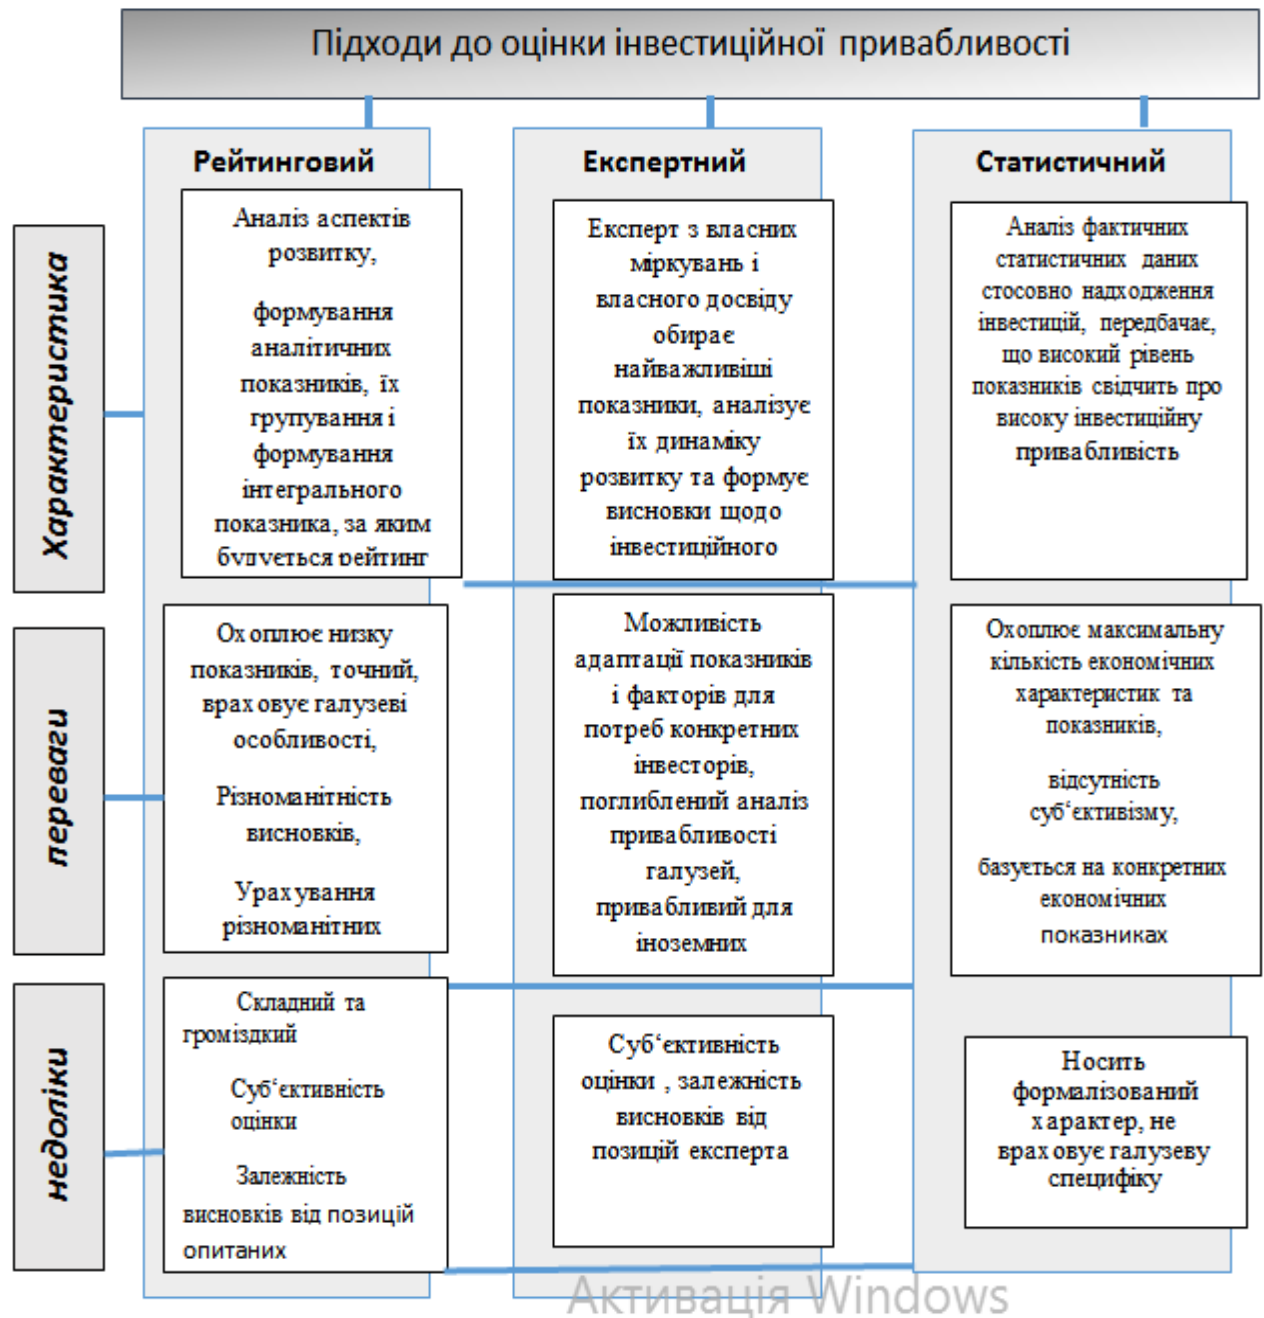 Підходи до оцінки інвестиційної привабливості
Рейтинговий
Експертний
Статистичний
Характеристика
Аналіз аспектів
розвитку,
формування
аналітичних
показників, їх
групування і
формування
інтегрального
показника, за яким
будується рейтинг
Експерт з власних
міркувань і
власного досвіду
обирає
найважливіші
показники, аналізує
їх динаміку
розвитку та формує
висновки щодо
інвестиційного
Аналіз фактичних
статистичних даних
стосовно надходження
інвестицій, передбачає,
що високий рівень
показників свідчить про
високу інвестиційну
привабливість
переваги
Охоплює низку
показників, точний,
враховує галузеві
особливості,
Різноманітність
висновків,
Урахування
різноманітних
Можливість
адаптації показників
і факторів для
потреб конкретних
інвесторів,
поглиблений аналіз
привабливості
галузей,
привабливий для
іноземних
Охоплює максимальну
кількість економічних
характеристик та
показників,
відсутність
суб‘єктивізму,
базується на конкретних
економічних
показниках
недоліки
Складний та
громіздкий
Суб‘єктивність
оцінки
Залежність
висновків від позицій
опитаних
Суб‘єктивність
оцінки , залежність
висновків від
позицій експерта
Носить
формалізований
характер, не
враховує галузеву
специфіку
Активація Windows